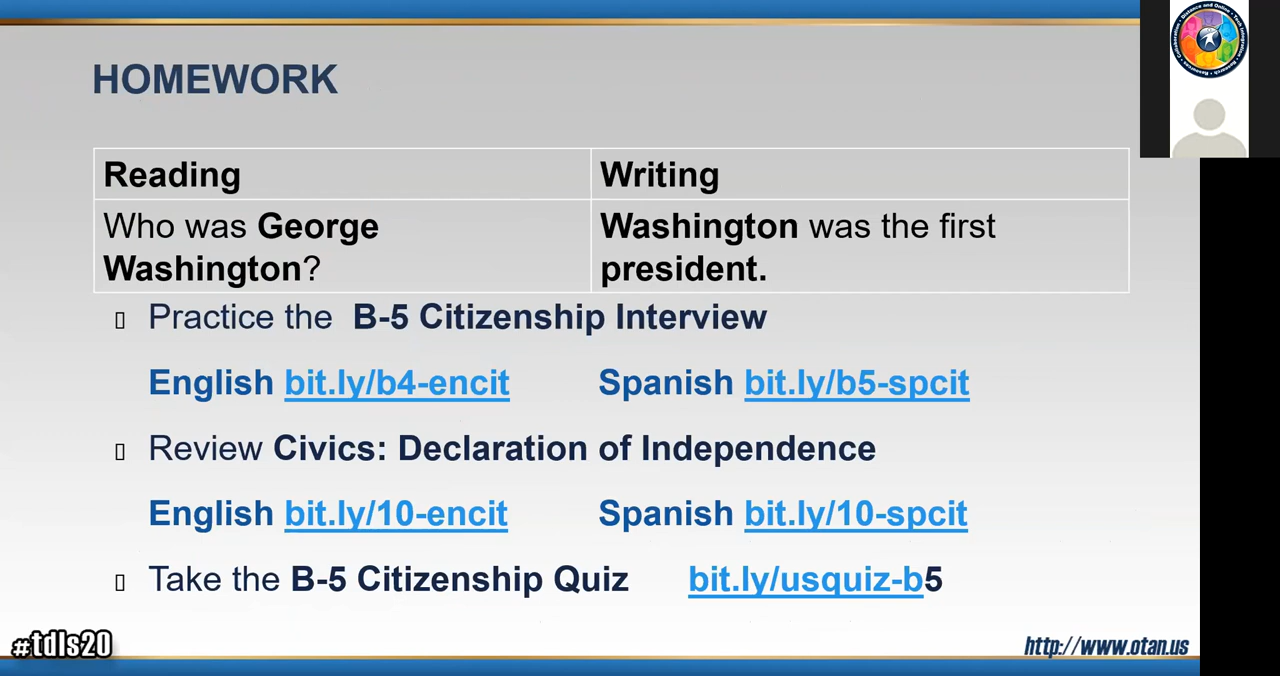 HOMEWORK
Reading Writing
Who was George Washington was the first
Washington? president.
Practice the B-5 Citizenship Interview
English bit.ly/b4-encit Spanish bit.ly/b5-spcit
Review Civics: Declaration of Independence
English bit.ly/10-encit Spanish bit.ly/10-spcit
Take the B-5 Citizenship Quiz bit.ly/usquiz-b5
#tdls20 http://www.otan.us